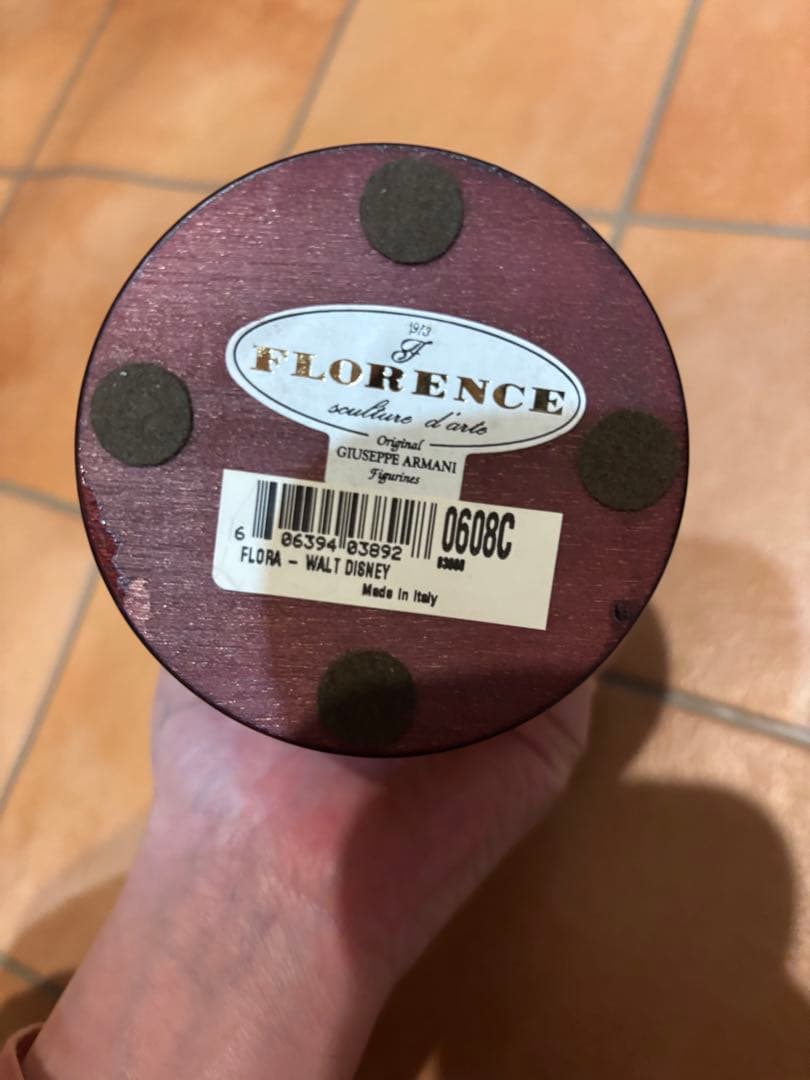 1973
FLORENCE
sculture d'arte
Original
GIUSEPPE ARMANI
Figurines
6 06394 03892
0608C
FLORA - WALT DISNEY
Made in Italy